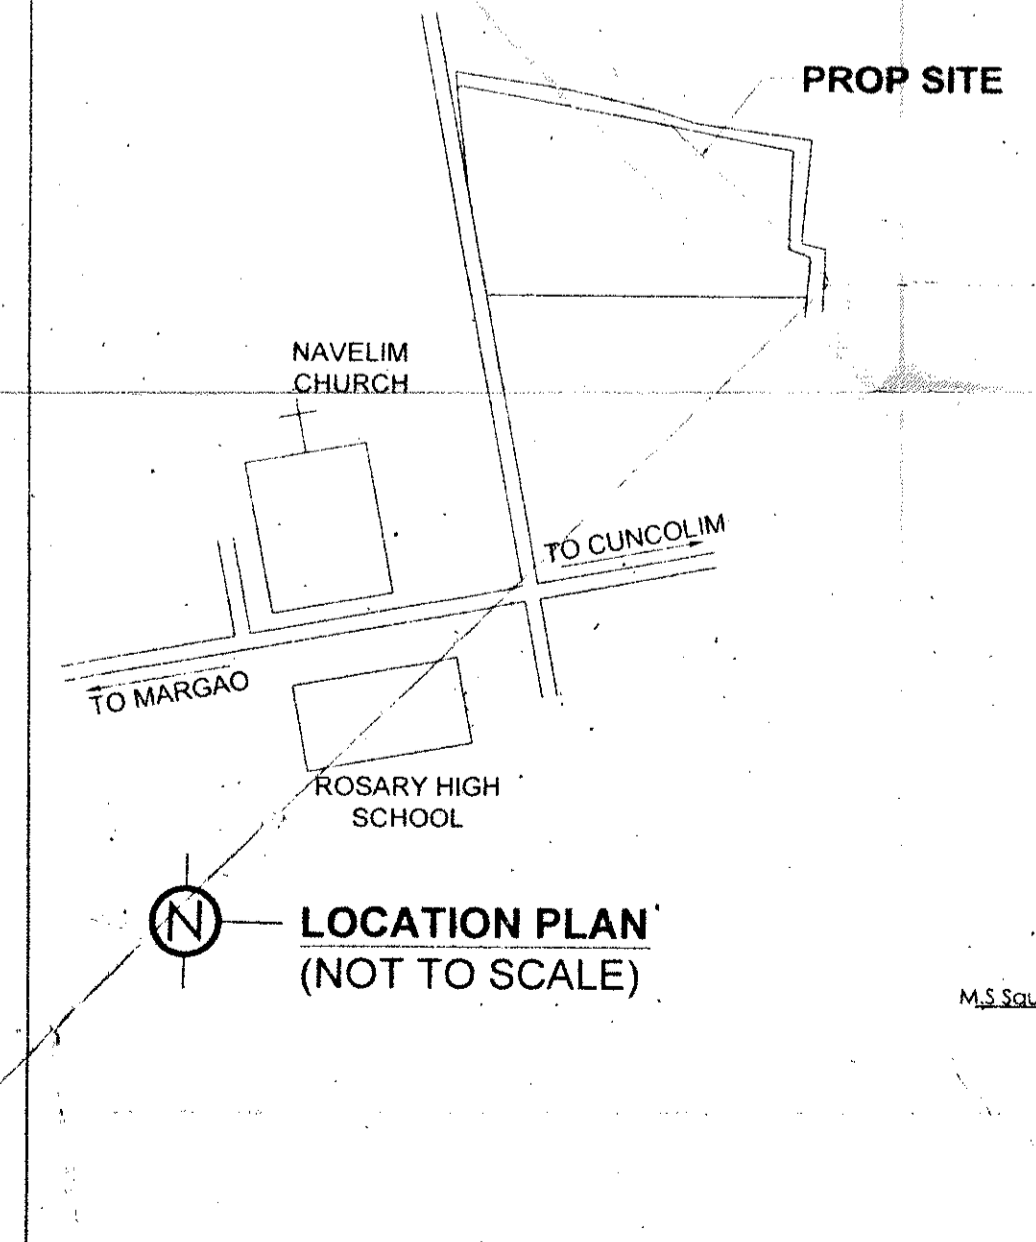 PROP SITE
NAVELIM
CHURCH
TO CUNCOLIM
TO MARGAO
ROSARY HIGH
SCHOOL
N
LOCATION PLAN
(NOT TO SCALE)
M.S